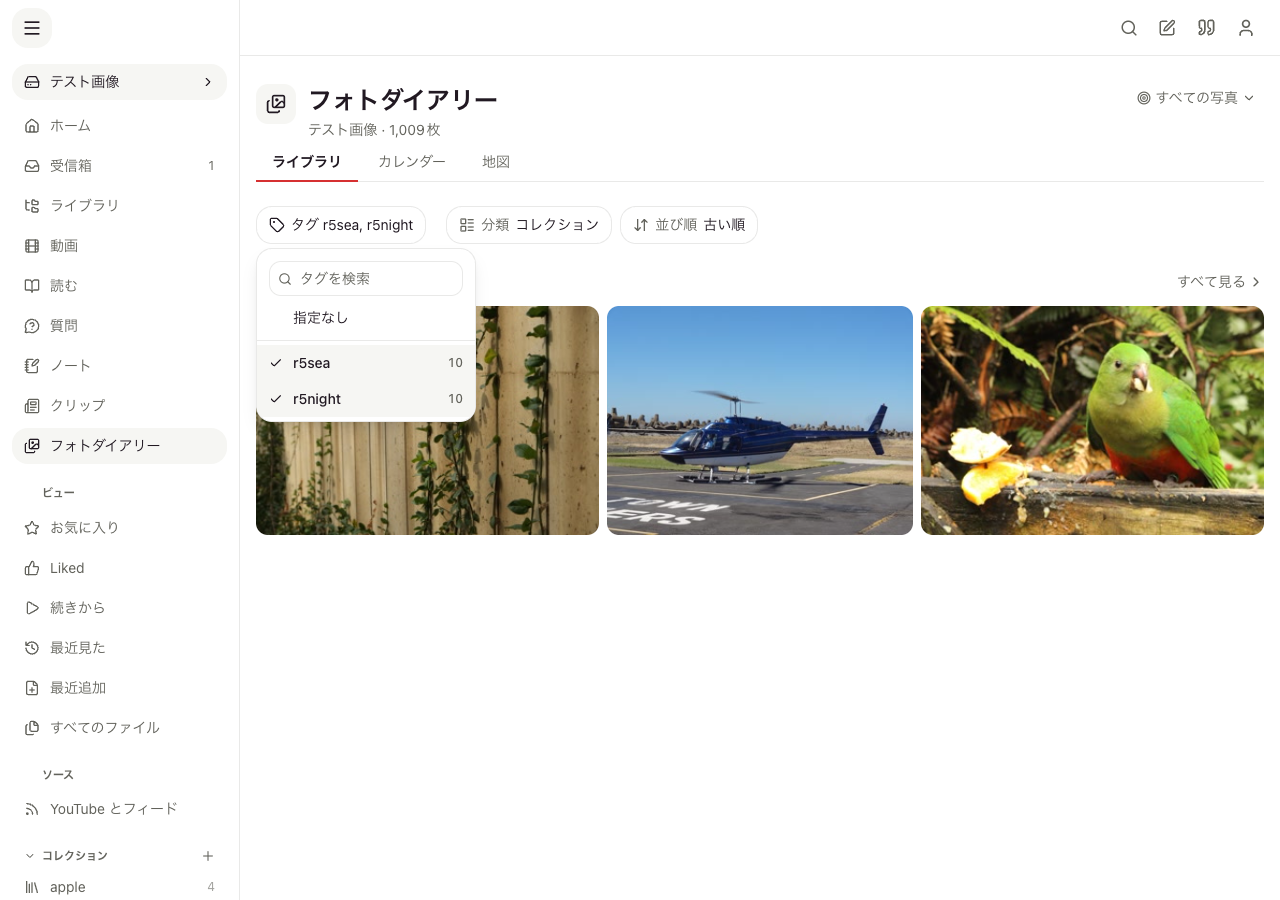 テスト画像
ホーム
受信箱 1
ライブラリ
動画
読む
質問
ノート
クリップ
フォトダイアリー
ビュー
お気に入り
Liked
続きから
最近見た
最近追加
すべてのファイル
ソース
YouTube とフィード
コレクション
apple 4
フォトダイアリー
テスト画像 · 1,009枚
すべての写真
ライブラリ カレンダー 地図
タグ r5sea, r5night 分類 コレクション 並び順 古い順
タグを検索
指定なし
r5sea 10
r5night 10
すべて見る
TOWN
ERS